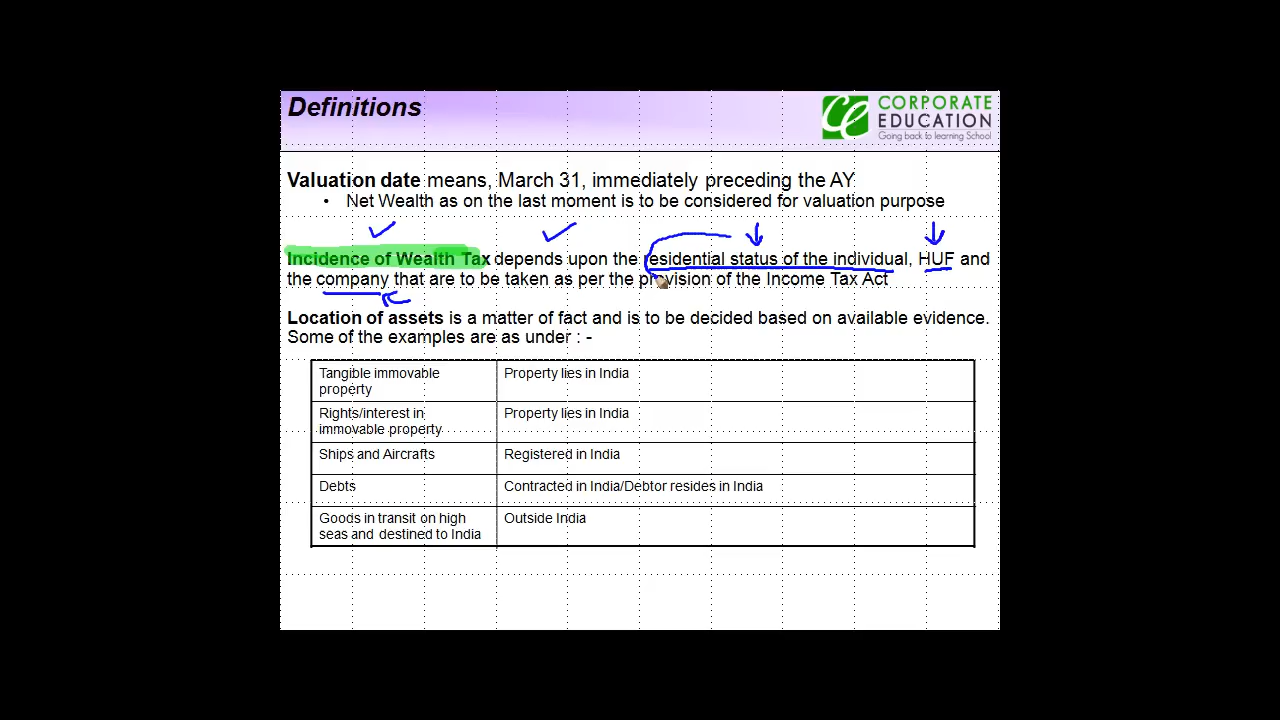 Definitions
CORPORATE
EDUCATION
Going back to learning School
Valuation date means, March 31, immediately preceding the AY
• Net Wealth as on the last moment is to be considered for valuation purpose
Incidence of Wealth Tax depends upon the residential status of the individual, HUF and
the company that are to be taken as per the provision of the Income Tax Act
Location of assets is a matter of fact and is to be decided based on available evidence.
Some of the examples are as under : -
Tangible immovable
property
Property lies in India
Rights/interest in
immovable property
Property lies in India
Ships and Aircrafts
Registered in India
Debts
Contracted in India/Debtor resides in India
Goods in transit on high
seas and destined to India
Outside India